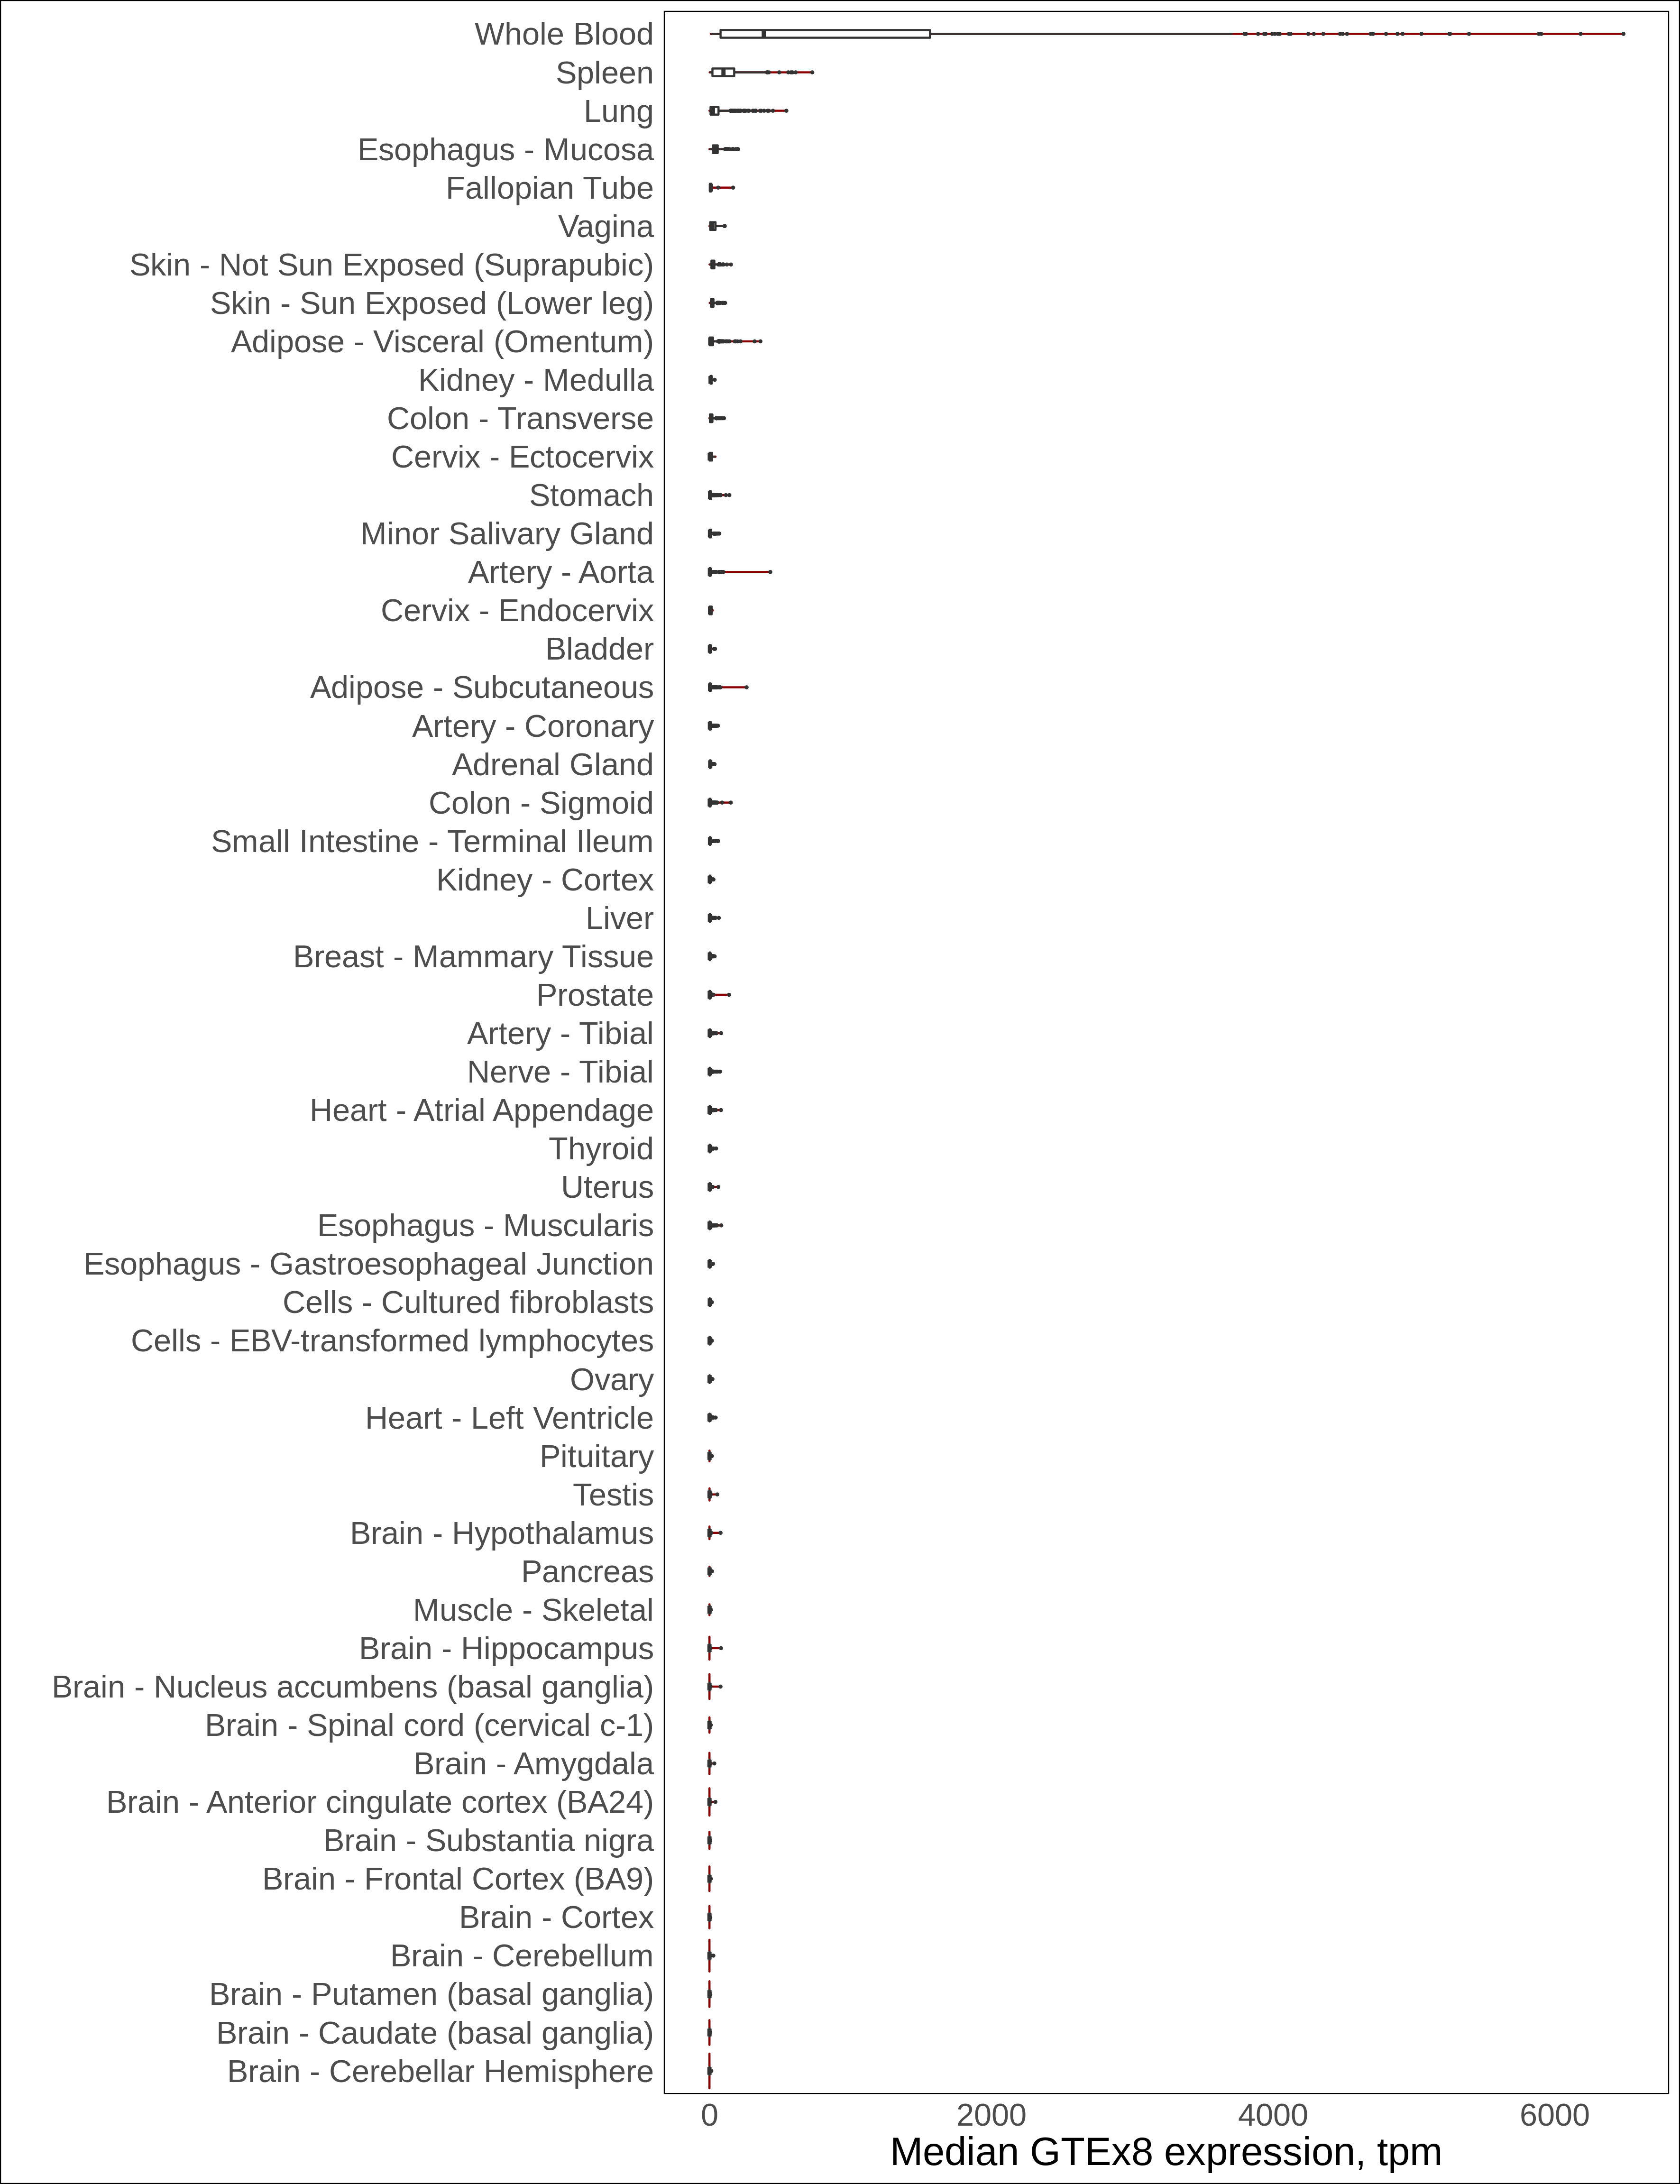 Whole Blood
Spleen
Lung
Esophagus - Mucosa
Fallopian Tube
Vagina
Skin - Not Sun Exposed (Suprapubic)
Skin - Sun Exposed (Lower leg)
Adipose - Visceral (Omentum)
Kidney - Medulla
Colon - Transverse
Cervix - Ectocervix
Stomach
Minor Salivary Gland
Artery - Aorta
Cervix - Endocervix
Bladder
Adipose - Subcutaneous
Artery - Coronary
Adrenal Gland
Colon - Sigmoid
Small Intestine - Terminal Ileum
Kidney - Cortex
Liver
Breast - Mammary Tissue
Prostate
Artery - Tibial
Nerve - Tibial
Heart - Atrial Appendage
Thyroid
Uterus
Esophagus - Muscularis
Esophagus - Gastroesophageal Junction
Cells - Cultured fibroblasts
Cells - EBV-transformed lymphocytes
Ovary
Heart - Left Ventricle
Pituitary
Testis
Brain - Hypothalamus
Pancreas
Muscle - Skeletal
Brain - Hippocampus
Brain - Nucleus accumbens (basal ganglia)
Brain - Spinal cord (cervical c-1)
Brain - Amygdala
Brain - Anterior cingulate cortex (BA24)
Brain - Substantia nigra
Brain - Frontal Cortex (BA9)
Brain - Cortex
Brain - Cerebellum
Brain - Putamen (basal ganglia)
Brain - Caudate (basal ganglia)
Brain - Cerebellar Hemisphere
0 2000 4000 6000
Median GTEx8 expression, tpm